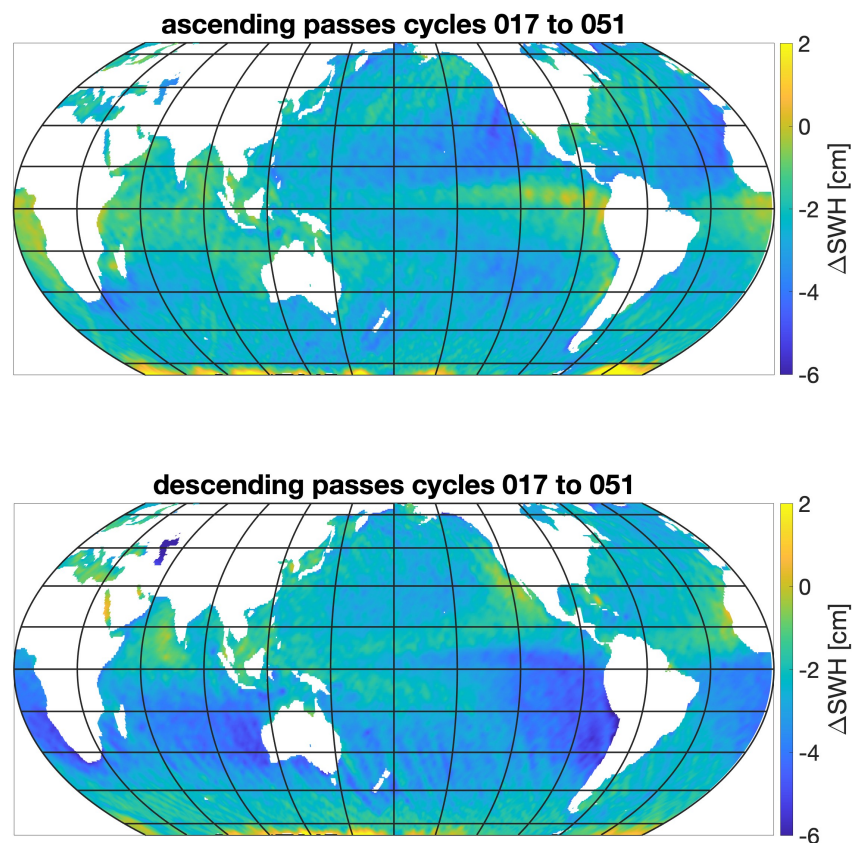 ascending passes cycles 017 to 051
2
0
-2
-4
-6
ΔSWH [cm]
descending passes cycles 017 to 051
2
0
-2
-4
-6
ΔSWH [cm]